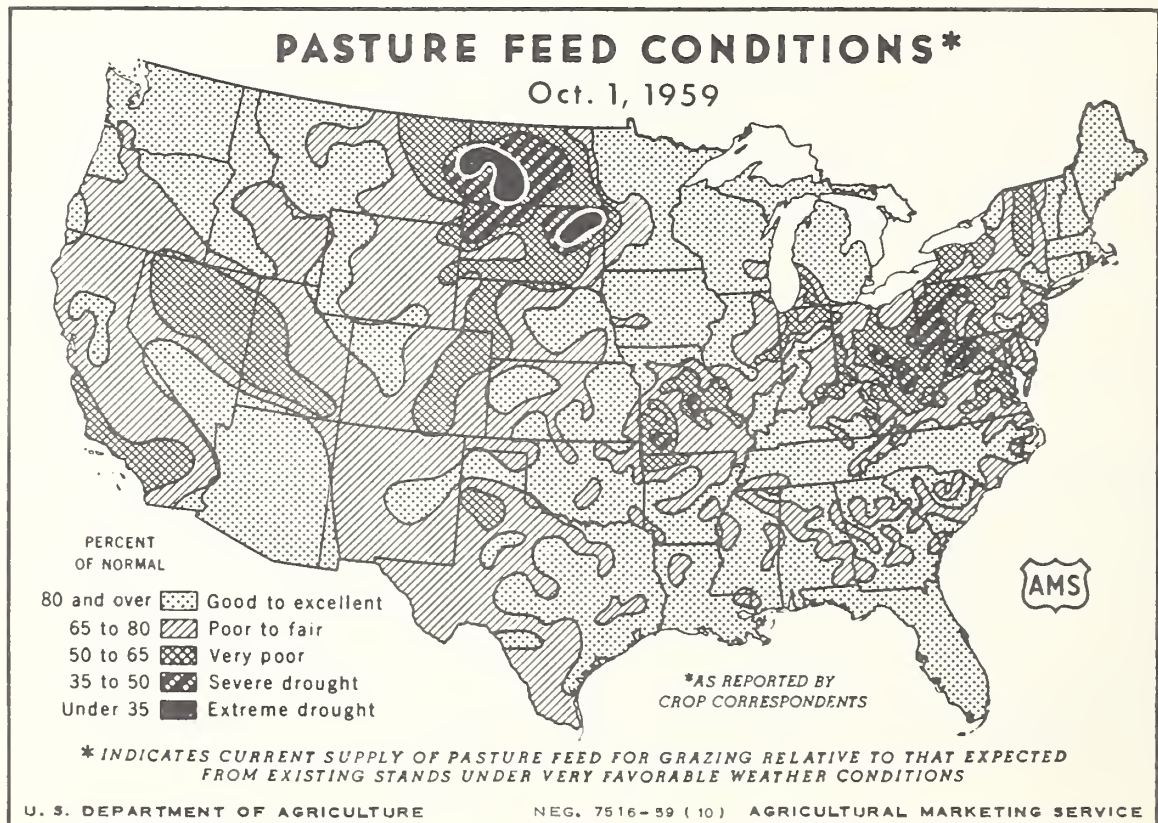 PASTURE FEED CONDITIONS*
Oct. 1, 1959
PERCENT
OF NORMAL
80 and over Good to excellent
65 to 80 Poor to fair
50 to 65 Very poor
35 to 50 Severe drought
Under 35 Extreme drought
AMS
*AS REPORTED BY
CROP CORRESPONDENTS
* INDICATES CURRENT SUPPLY OF PASTURE FEED FOR GRAZING RELATIVE TO THAT EXPECTED
FROM EXISTING STANDS UNDER VERY FAVORABLE WEATHER CONDITIONS
U. S. DEPARTMENT OF AGRICULTURE NEG. 7516-59 (10) AGRICULTURAL MARKETING SERVICE